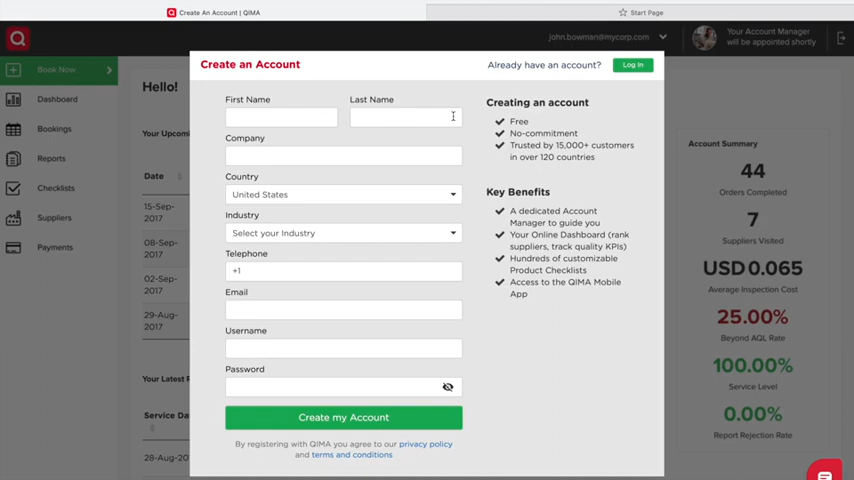 Create An Account | QIMA
Start Page
john.bowman@mycorp.com
Your Account Manager
will be appointed shortly
Book Now
Dashboard
Bookings
Reports
Checklists
Suppliers
Payments
Hello!
Your Upcomi
Date
15-Sep-
2017
08-Sep-
2017
02-Sep-
2017
29-Aug-
2017
Your Latest R
Service Da
28-Aug-
Create an Account
Already have an account?
Log In
First Name
Last Name
Company
Country
United States
Industry
Select your Industry
Telephone
+1
Email
Username
Password
Create my Account
By registering with QIMA you agree to our privacy policy
and terms and conditions
Creating an account
Free
No-commitment
Trusted by 15,000+ customers
in over 120 countries
Key Benefits
A dedicated Account
Manager to guide you
Your Online Dashboard (rank
suppliers, track quality KPIs)
Hundreds of customizable
Product Checklists
Access to the QIMA Mobile
App
Account Summary
44
Orders Completed
7
Suppliers Visited
USD 0.065
Average Inspection Cost
25.00%
Beyond AQL Rate
100.00%
Service Level
0.00%
Report Rejection Rate